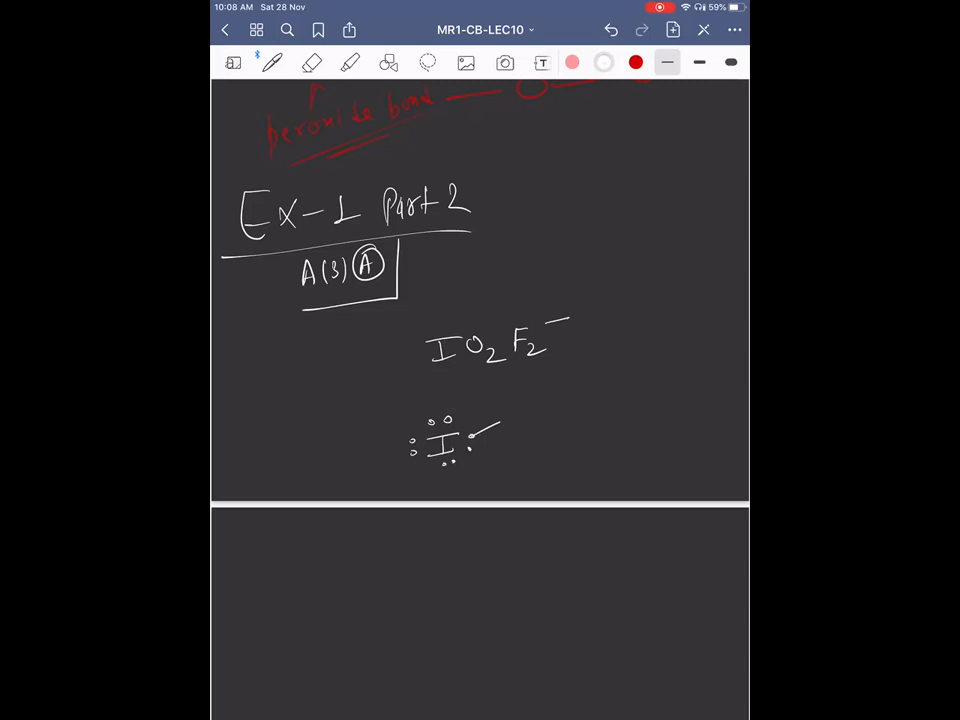 10:08 AM Sat 28 Nov
59%
MR1-CB-LEC10
T
peroxide bond — O —
Ex-1 Part 2
A(3) A
IO2F2 −
I